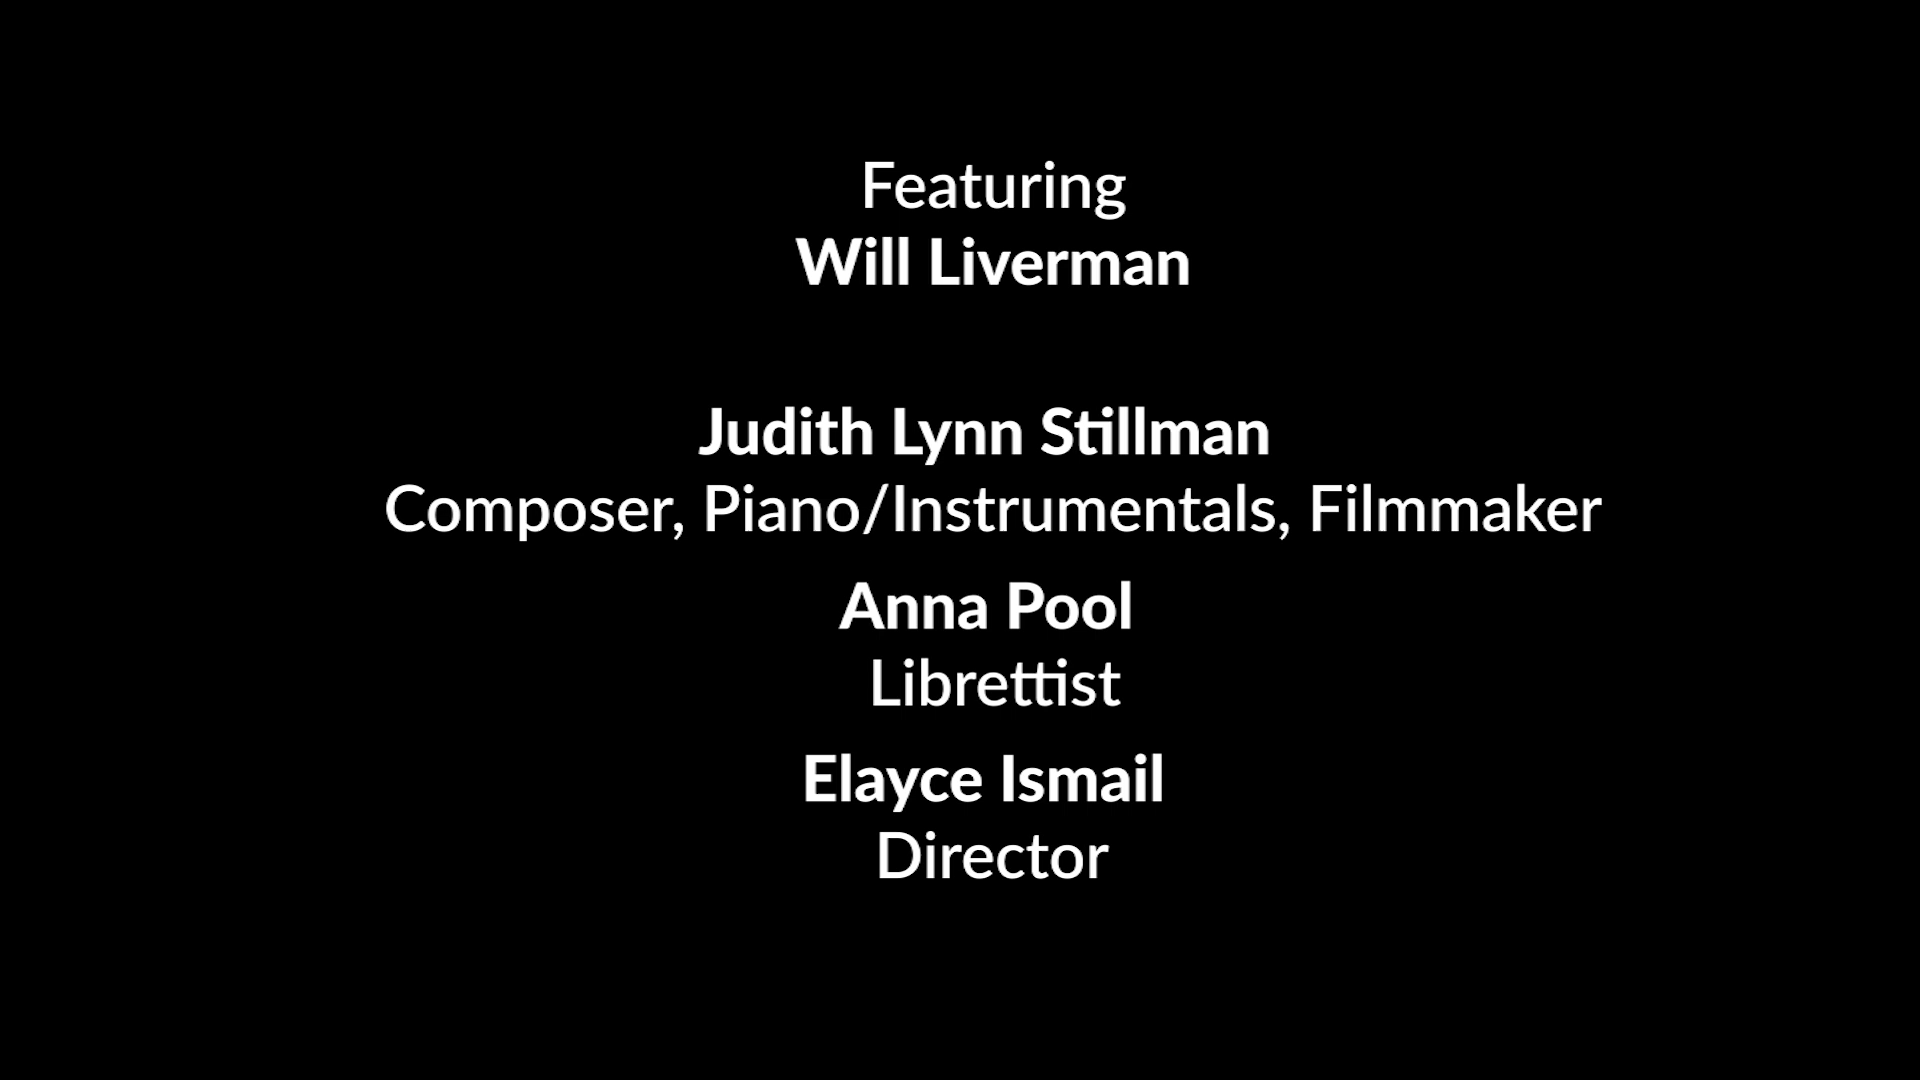 Featuring
Will Liverman
Judith Lynn Stillman
Composer, Piano/Instrumentals, Filmmaker
Anna Pool
Librettist
Elayce Ismail
Director